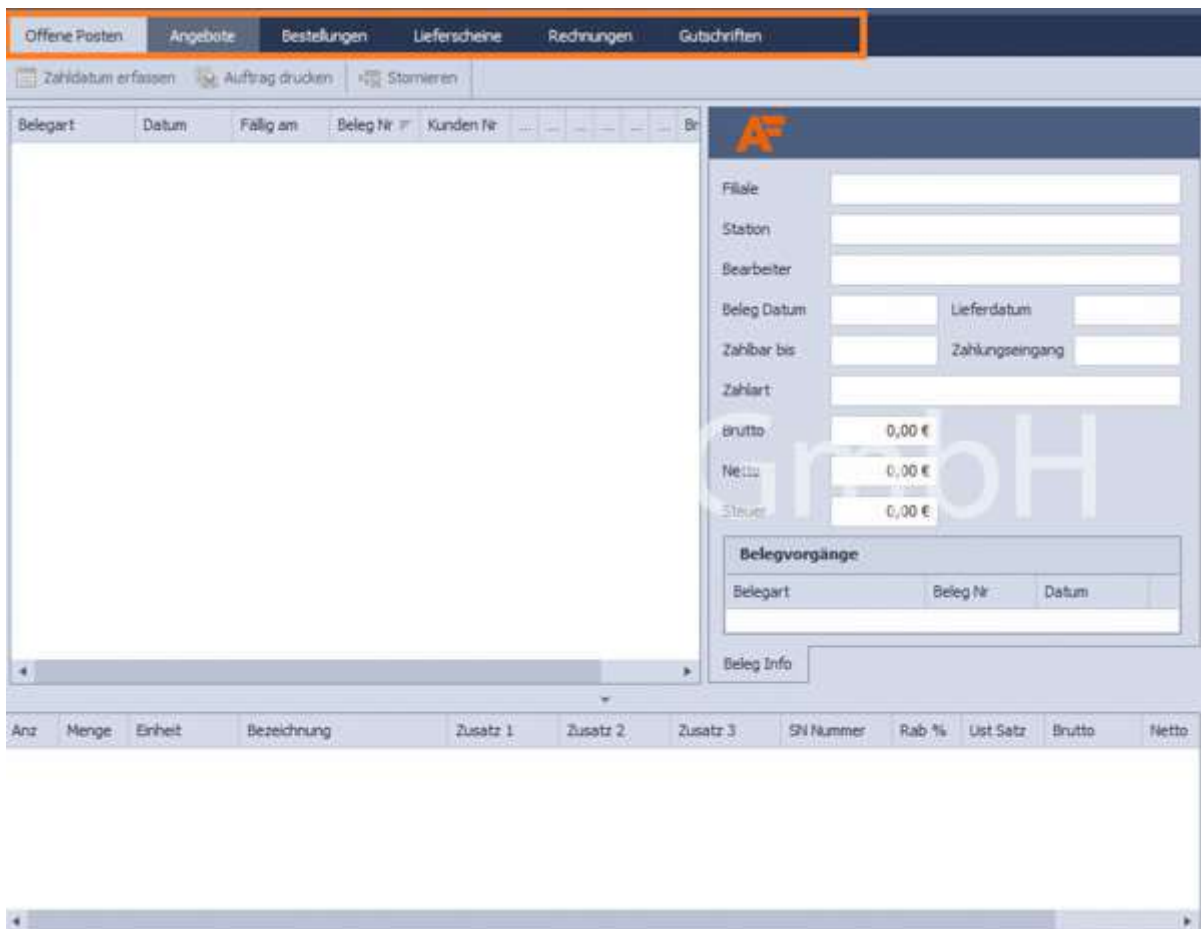 Offene Posten Angebote Bestellungen Lieferscheine Rechnungen Gutschriften
Zahldatum erfassen Auftrag drucken Stornieren
Belegart Datum Fällig am Beleg Nr Kunden Nr ... ... ... ... ... ... Br
AF
Filiale
Station
Bearbeiter
Beleg Datum Lieferdatum
Zahlbar bis Zahlungseingang
Zahlart
Brutto 0,00 €
Netto 0,00 €
Steuer 0,00 €
GmbH
Belegvorgänge
Belegart Beleg Nr Datum
Beleg Info
Anz Menge Einheit Bezeichnung Zusatz 1 Zusatz 2 Zusatz 3 SN Nummer Rab % Ust Satz Brutto Netto